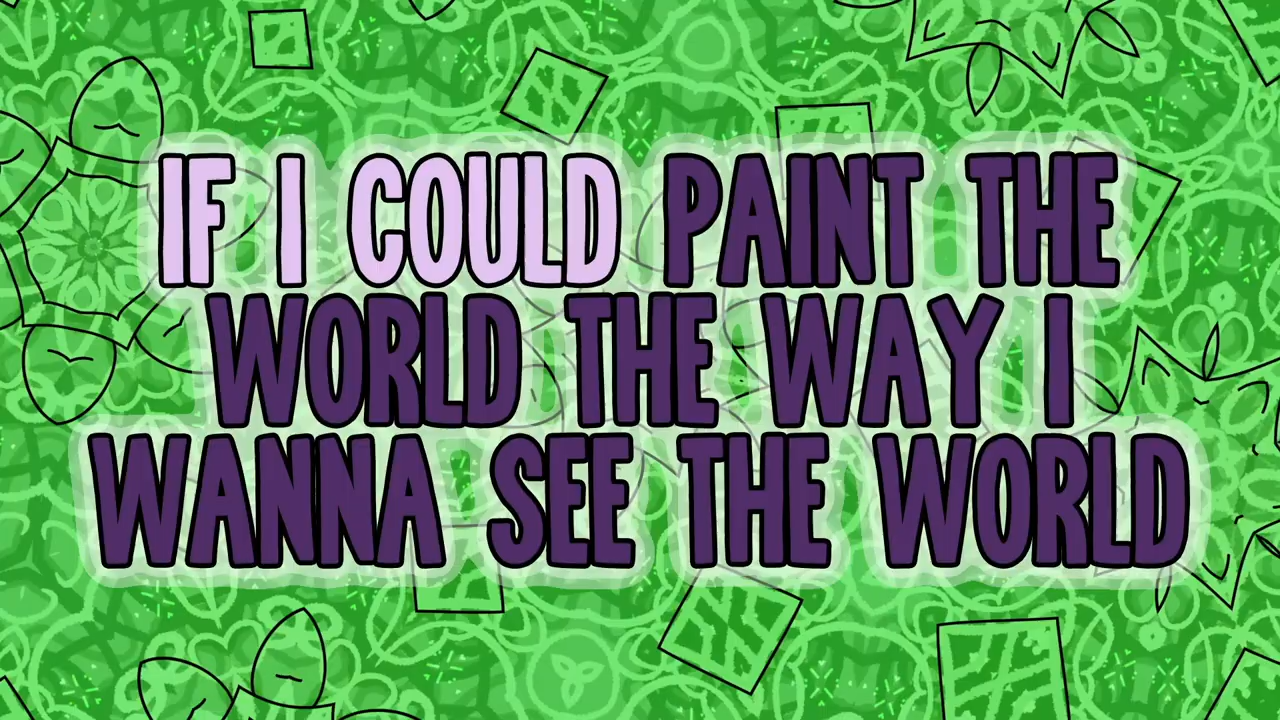 IF I COULD PAINT THE
WORLD THE WAY I
WANNA SEE THE WORLD